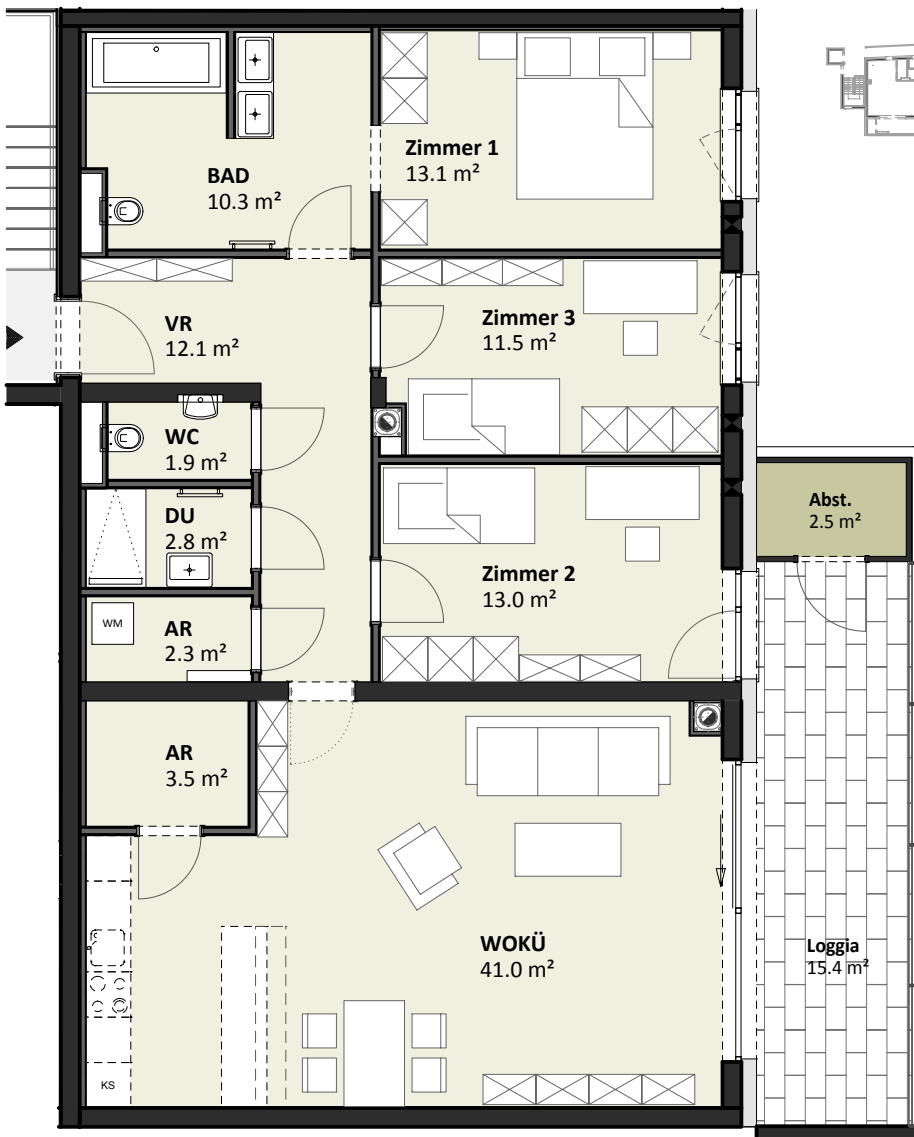 Zimmer 1
13.1 m²
BAD
10.3 m²
VR
12.1 m²
Zimmer 3
11.5 m²
WC
1.9 m²
DU
2.8 m²
Abst.
2.5 m²
Zimmer 2
13.0 m²
WM
AR
2.3 m²
AR
3.5 m²
WOKÜ
41.0 m²
Loggia
15.4 m²
KS